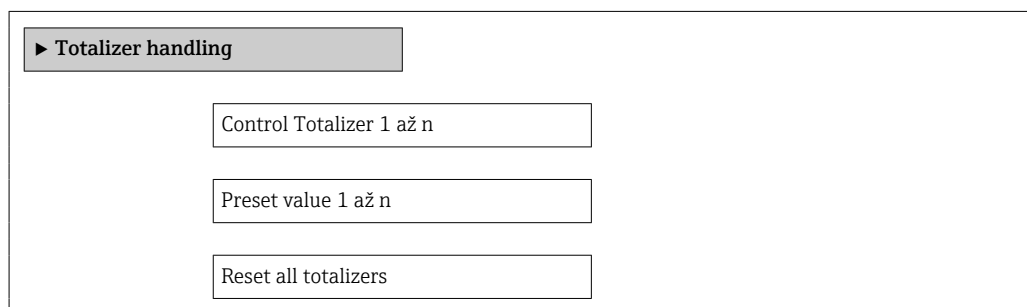 ▶ Totalizer handling
Control Totalizer 1 až n
Preset value 1 až n
Reset all totalizers